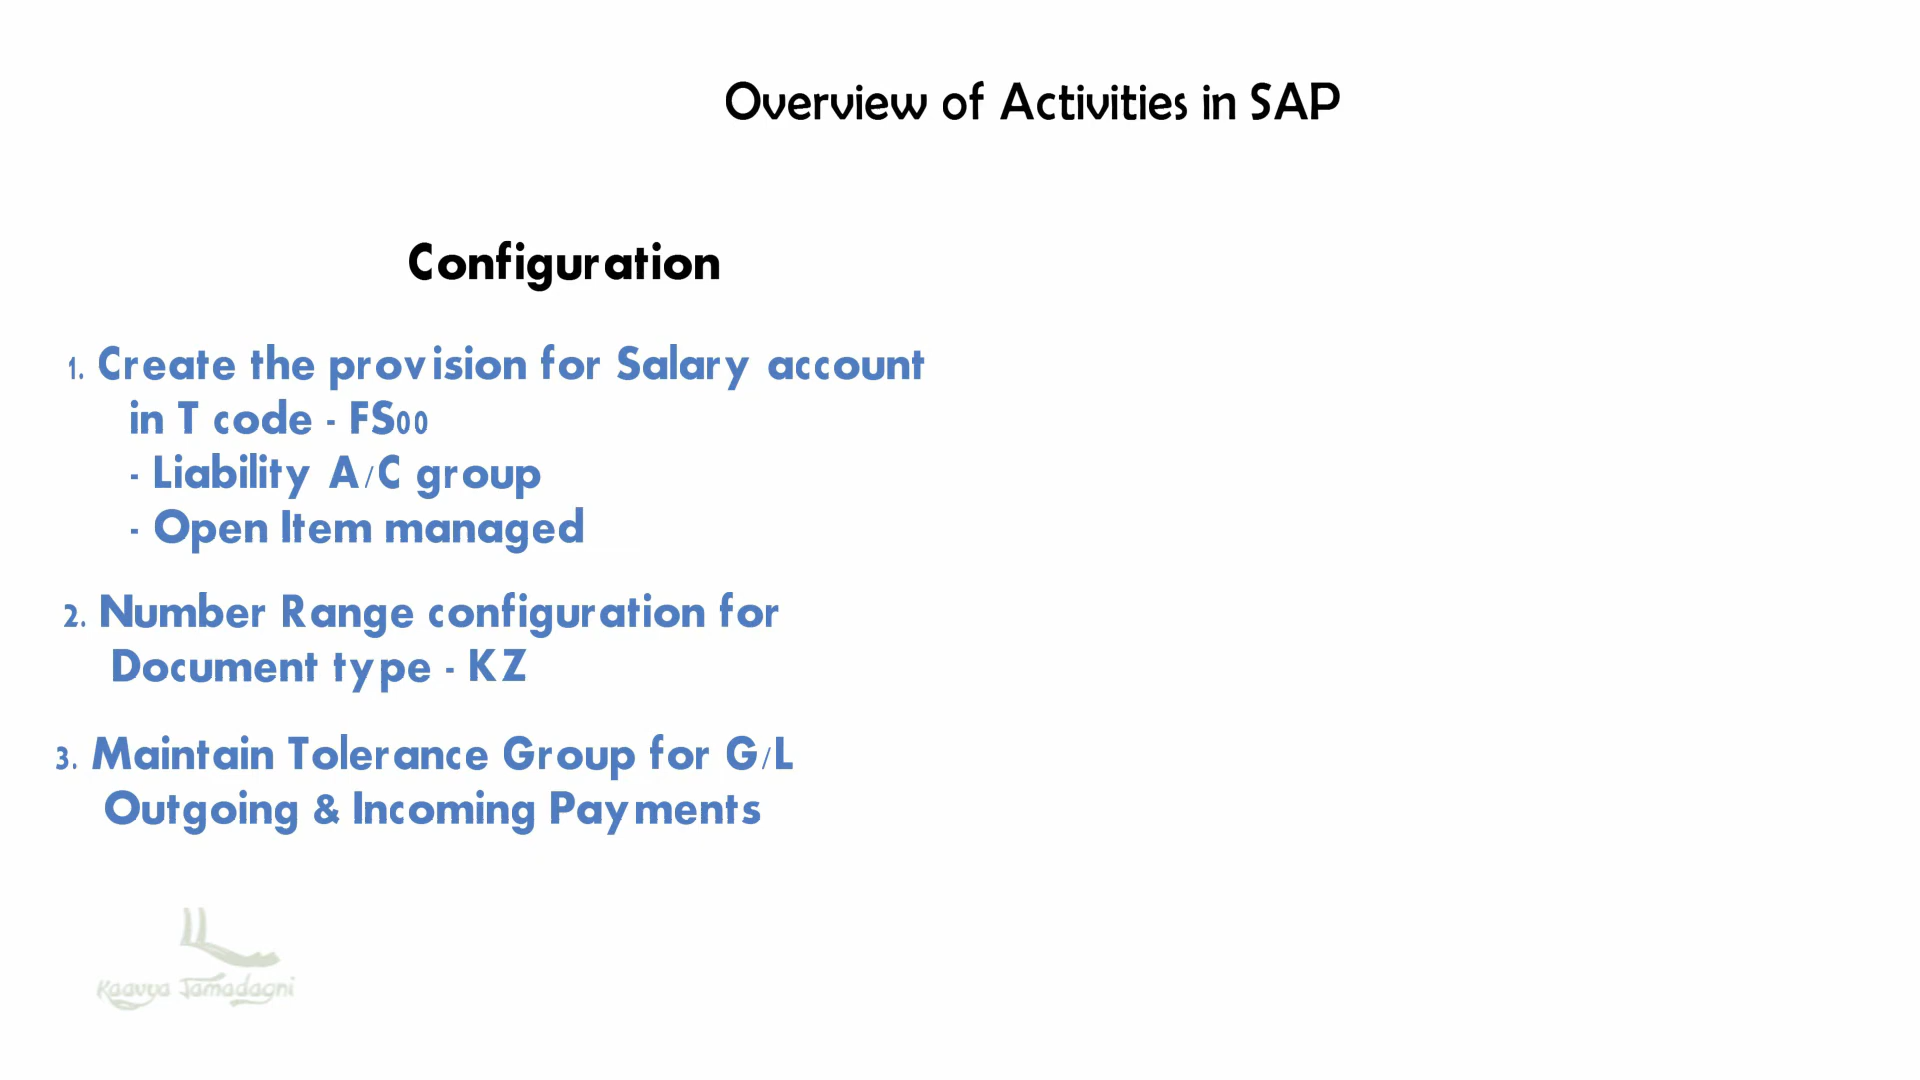 Overview of Activities in SAP
Configuration
1. Create the provision for Salary account
in T code - FS00
- Liability A/C group
- Open Item managed
2. Number Range configuration for
Document type - KZ
3. Maintain Tolerance Group for G/L
Outgoing & Incoming Payments
Kaavya Jamadagni